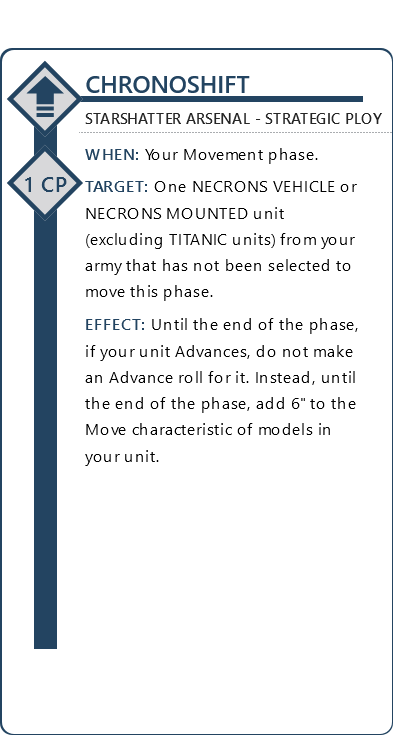 CHRONOSHIFT
STARSHATTER ARSENAL - STRATEGIC PLOY
1 CP
WHEN: Your Movement phase.
TARGET: One NECRONS VEHICLE or
NECRONS MOUNTED unit
(excluding TITANIC units) from your
army that has not been selected to
move this phase.
EFFECT: Until the end of the phase,
if your unit Advances, do not make
an Advance roll for it. Instead, until
the end of the phase, add 6" to the
Move characteristic of models in
your unit.